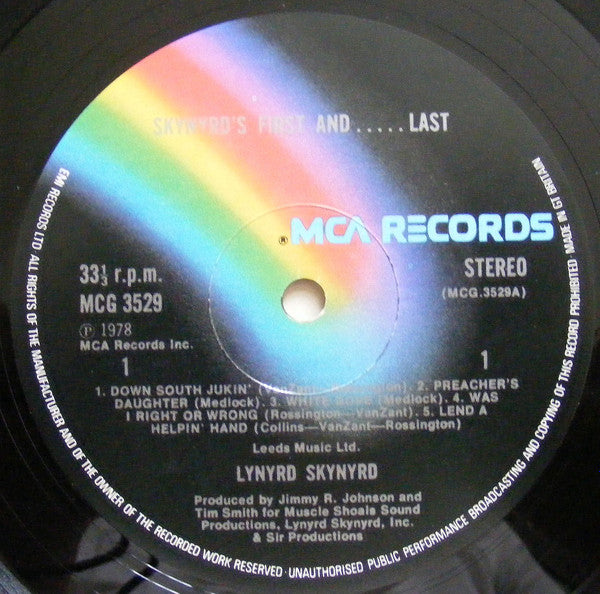 SKYNYRD'S FIRST AND.....LAST
® MCA RECORDS
33⅓ r.p.m.
MCG 3529
Ⓟ 1978
MCA Records Inc.
1
STEREO
(MCG.3529A)
1
1. DOWN SOUTH JUKIN' (VanZant—Rossington). 2. PREACHER'S
DAUGHTER (Medlock). 3. WHITE DOVE (Medlock). 4. WAS
I RIGHT OR WRONG (Rossington—VanZant). 5. LEND A
HELPIN' HAND (Collins—VanZant—Rossington)
Leeds Music Ltd.
LYNYRD SKYNYRD
Produced by Jimmy R. Johnson and
Tim Smith for Muscle Shoals Sound
Productions, Lynyrd Skynyrd, Inc.
& Sir Productions
EMI RECORDS LTD ALL RIGHTS OF THE MANUFACTURER AND OF THE OWNER OF THE RECORDED WORK RESERVED · UNAUTHORISED PUBLIC PERFORMANCE BROADCASTING AND COPYING OF THIS RECORD PROHIBITED · MADE IN GT BRITAIN